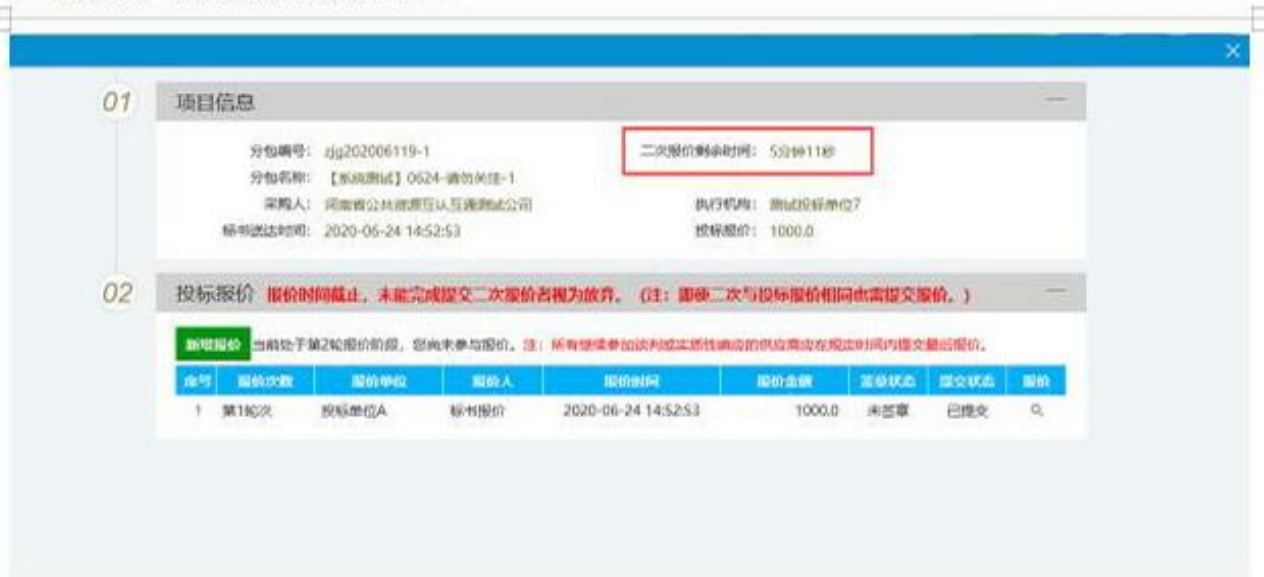 01 项目信息
分包编号： zjg202006119-1 二次报价剩余时间： 5分钟11秒
分包名称： 【系统测试】0624-请勿关注-1
采购人： 河南省公共资源互认互通测试公司 执行机构： 测试投标单位7
标书送达时间： 2020-06-24 14:52:53 投标报价： 1000.0
02 投标报价 报价时间截止，未能完成提交二次报价者视为放弃。（注：即使二次与投标报价相同也需提交报价。）
新增报价 当前处于第2轮报价阶段，您尚未参与报价。注：所有继续参加谈判或实质性响应的供应商应在规定时间内提交最后报价。
序号 报价次数 报价单位 报价人 报价时间 报价金额 签章状态 提交状态 报价
1 第1轮次 投标单位A 标书报价 2020-06-24 14:52:53 1000.0 未签章 已提交